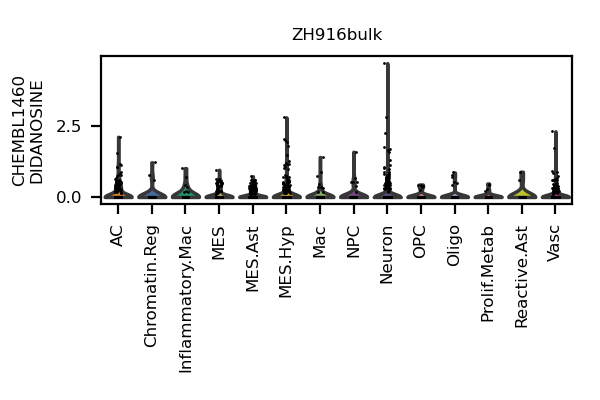 ZH916bulk
CHEMBL1460
DIDANOSINE
2.5
0.0
AC
Chromatin.Reg
Inflammatory.Mac
MES
MES.Ast
MES.Hyp
Mac
NPC
Neuron
OPC
Oligo
Prolif.Metab
Reactive.Ast
Vasc